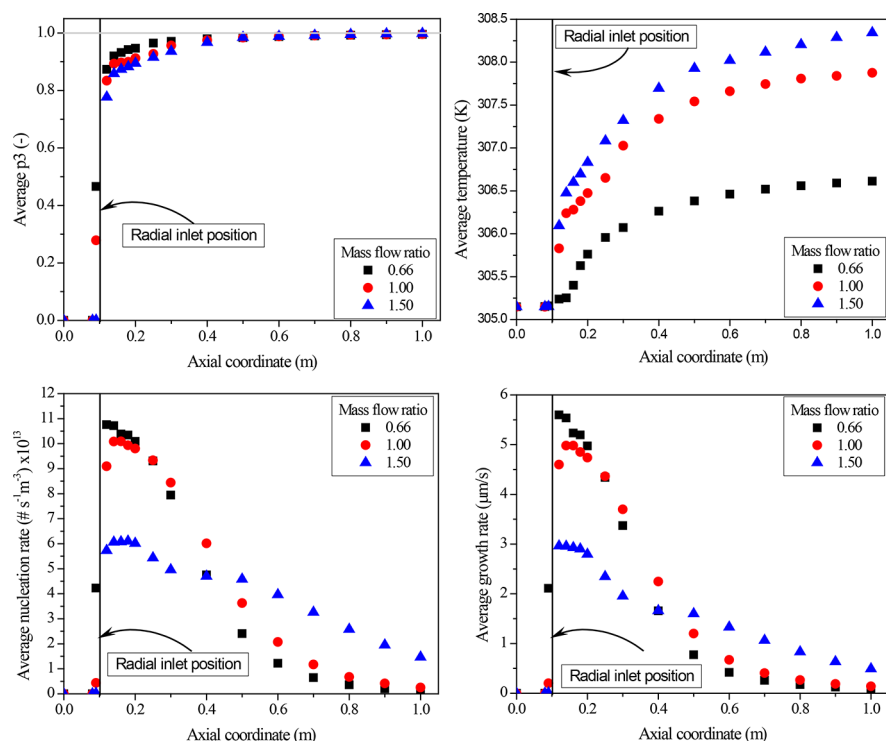 1.0
0.8
0.6
0.4
0.2
0.0
Average p3 (-)
Radial inlet position
Mass flow ratio
0.66
1.00
1.50
0.0 0.2 0.4 0.6 0.8 1.0
Axial coordinate (m)
308.5
308.0
307.5
307.0
306.5
306.0
305.5
305.0
Average temperature (K)
Radial inlet position
Mass flow ratio
0.66
1.00
1.50
0.0 0.2 0.4 0.6 0.8 1.0
Axial coordinate (m)
12
11
10
9
8
7
6
5
4
3
2
1
0
Average nucleation rate (# s⁻¹m⁻³) x10¹³
Mass flow ratio
0.66
1.00
1.50
Radial inlet position
0.0 0.2 0.4 0.6 0.8 1.0
Axial coordinate (m)
6
5
4
3
2
1
0
Average growth rate (μm/s)
Mass flow ratio
0.66
1.00
1.50
Radial inlet position
0.0 0.2 0.4 0.6 0.8 1.0
Axial coordinate (m)